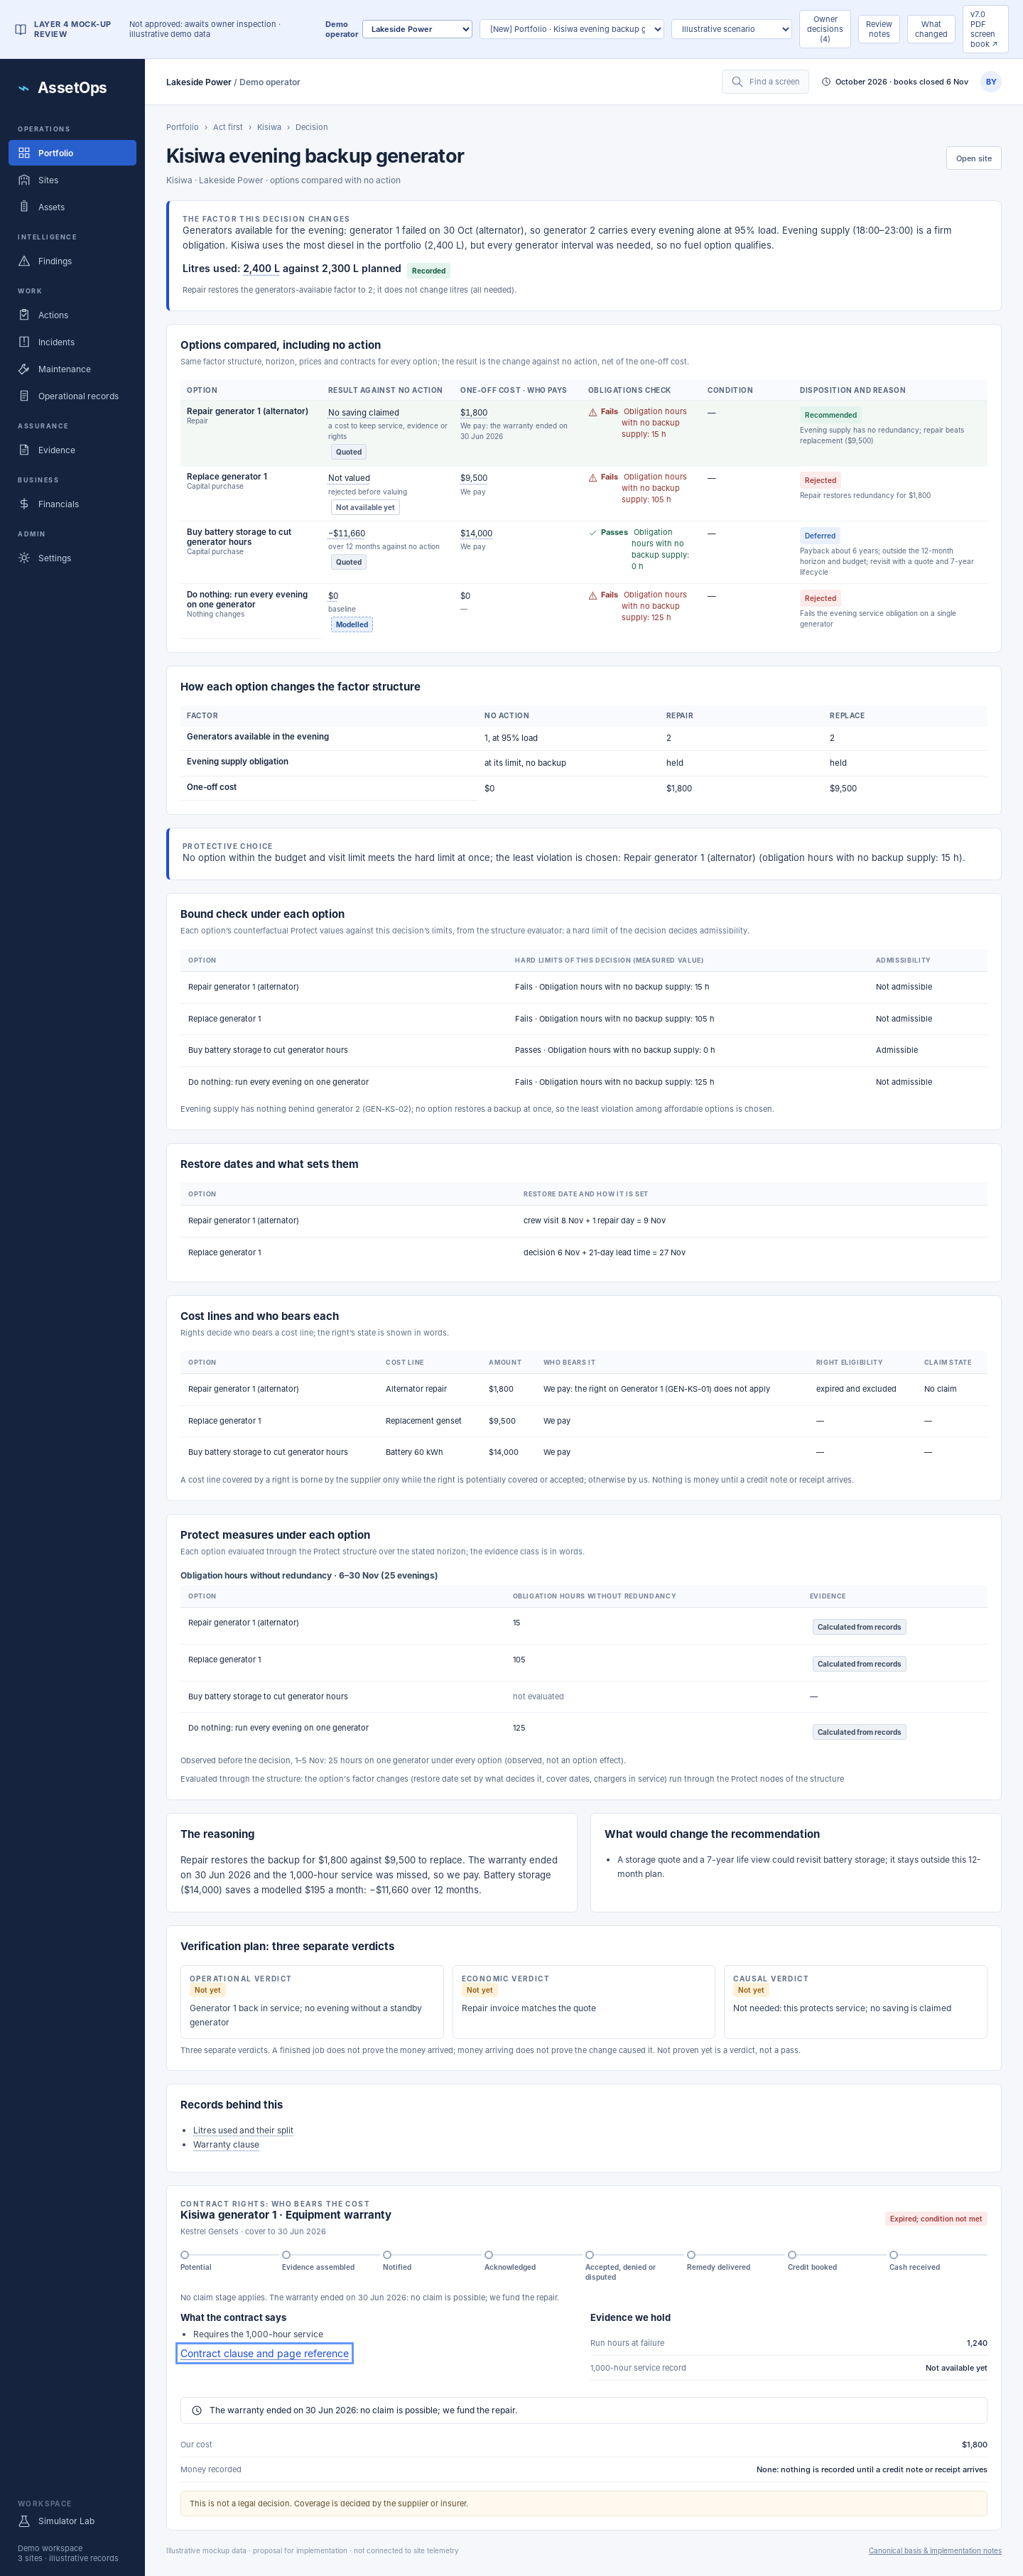 LAYER 4 MOCK-UP REVIEW
Not approved: awaits owner inspection · illustrative demo data
Demo operator
Lakeside Power
[New] Portfolio · Kisiwa evening backup g
Illustrative scenario
Owner decisions (4)
Review notes
What changed
v7.0 PDF screen book ↗
AssetOps
OPERATIONS
Portfolio
Sites
Assets
INTELLIGENCE
Findings
WORK
Actions
Incidents
Maintenance
Operational records
ASSURANCE
Evidence
BUSINESS
Financials
ADMIN
Settings
WORKSPACE
Simulator Lab
Demo workspace
3 sites · illustrative records
Lakeside Power / Demo operator
Find a screen
October 2026 · books closed 6 Nov
BY
Portfolio › Act first › Kisiwa › Decision
Kisiwa evening backup generator
Kisiwa · Lakeside Power · options compared with no action
Open site
THE FACTOR THIS DECISION CHANGES
Generators available for the evening: generator 1 failed on 30 Oct (alternator), so generator 2 carries every evening alone at 95% load. Evening supply (18:00–23:00) is a firm
obligation. Kisiwa uses the most diesel in the portfolio (2,400 L), but every generator interval was needed, so no fuel option qualifies.
Litres used: 2,400 L against 2,300 L planned Recorded
Repair restores the generators-available factor to 2; it does not change litres (all needed).
Options compared, including no action
Same factor structure, horizon, prices and contracts for every option; the result is the change against no action, net of the one-off cost.
OPTION RESULT AGAINST NO ACTION ONE-OFF COST · WHO PAYS OBLIGATIONS CHECK CONDITION DISPOSITION AND REASON
Repair generator 1 (alternator)
Repair
No saving claimed
a cost to keep service, evidence or rights
Quoted
$1,800
We pay: the warranty ended on 30 Jun 2026
Fails Obligation hours with no backup supply: 15 h
—
Recommended
Evening supply has no redundancy; repair beats replacement ($9,500)
Replace generator 1
Capital purchase
Not valued
rejected before valuing
Not available yet
$9,500
We pay
Fails Obligation hours with no backup supply: 105 h
—
Rejected
Repair restores redundancy for $1,800
Buy battery storage to cut generator hours
Capital purchase
−$11,660
over 12 months against no action
Quoted
$14,000
We pay
Passes Obligation hours with no backup supply: 0 h
—
Deferred
Payback about 6 years; outside the 12-month horizon and budget; revisit with a quote and 7-year lifecycle
Do nothing: run every evening on one generator
Nothing changes
$0
baseline
Modelled
$0
—
Fails Obligation hours with no backup supply: 125 h
—
Rejected
Fails the evening service obligation on a single generator
How each option changes the factor structure
FACTOR NO ACTION REPAIR REPLACE
Generators available in the evening 1, at 95% load 2 2
Evening supply obligation at its limit, no backup held held
One-off cost $0 $1,800 $9,500
PROTECTIVE CHOICE
No option within the budget and visit limit meets the hard limit at once; the least violation is chosen: Repair generator 1 (alternator) (obligation hours with no backup supply: 15 h).
Bound check under each option
Each option's counterfactual Protect values against this decision's limits, from the structure evaluator: a hard limit of the decision decides admissibility.
OPTION HARD LIMITS OF THIS DECISION (MEASURED VALUE) ADMISSIBILITY
Repair generator 1 (alternator) Fails · Obligation hours with no backup supply: 15 h Not admissible
Replace generator 1 Fails · Obligation hours with no backup supply: 105 h Not admissible
Buy battery storage to cut generator hours Passes · Obligation hours with no backup supply: 0 h Admissible
Do nothing: run every evening on one generator Fails · Obligation hours with no backup supply: 125 h Not admissible
Evening supply has nothing behind generator 2 (GEN-KS-02); no option restores a backup at once, so the least violation among affordable options is chosen.
Restore dates and what sets them
OPTION RESTORE DATE AND HOW IT IS SET
Repair generator 1 (alternator) crew visit 8 Nov + 1 repair day = 9 Nov
Replace generator 1 decision 6 Nov + 21-day lead time = 27 Nov
Cost lines and who bears each
Rights decide who bears a cost line; the right's state is shown in words.
OPTION COST LINE AMOUNT WHO BEARS IT RIGHT ELIGIBILITY CLAIM STATE
Repair generator 1 (alternator) Alternator repair $1,800 We pay: the right on Generator 1 (GEN-KS-01) does not apply expired and excluded No claim
Replace generator 1 Replacement genset $9,500 We pay — —
Buy battery storage to cut generator hours Battery 60 kWh $14,000 We pay — —
A cost line covered by a right is borne by the supplier only while the right is potentially covered or accepted; otherwise by us. Nothing is money until a credit note or receipt arrives.
Protect measures under each option
Each option evaluated through the Protect structure over the stated horizon; the evidence class is in words.
Obligation hours without redundancy · 6–30 Nov (25 evenings)
OPTION OBLIGATION HOURS WITHOUT REDUNDANCY EVIDENCE
Repair generator 1 (alternator) 15 Calculated from records
Replace generator 1 105 Calculated from records
Buy battery storage to cut generator hours not evaluated —
Do nothing: run every evening on one generator 125 Calculated from records
Observed before the decision, 1–5 Nov: 25 hours on one generator under every option (observed, not an option effect).
Evaluated through the structure: the option's factor changes (restore date set by what decides it, cover dates, chargers in service) run through the Protect nodes of the structure
The reasoning
Repair restores the backup for $1,800 against $9,500 to replace. The warranty ended
on 30 Jun 2026 and the 1,000-hour service was missed, so we pay. Battery storage
($14,000) saves a modelled $195 a month: −$11,660 over 12 months.
What would change the recommendation
A storage quote and a 7-year life view could revisit battery storage; it stays outside this 12-
month plan.
Verification plan: three separate verdicts
OPERATIONAL VERDICT
Not yet
Generator 1 back in service; no evening without a standby
generator
ECONOMIC VERDICT
Not yet
Repair invoice matches the quote
CAUSAL VERDICT
Not yet
Not needed: this protects service; no saving is claimed
Three separate verdicts. A finished job does not prove the money arrived; money arriving does not prove the change caused it. Not proven yet is a verdict, not a pass.
Records behind this
Litres used and their split
Warranty clause
CONTRACT RIGHTS: WHO BEARS THE COST
Kisiwa generator 1 · Equipment warranty
Kestrel Gensets · cover to 30 Jun 2026
Expired; condition not met
Potential
Evidence assembled
Notified
Acknowledged
Accepted, denied or disputed
Remedy delivered
Credit booked
Cash received
No claim stage applies. The warranty ended on 30 Jun 2026: no claim is possible; we fund the repair.
What the contract says
Requires the 1,000-hour service
Contract clause and page reference
Evidence we hold
Run hours at failure 1,240
1,000-hour service record Not available yet
The warranty ended on 30 Jun 2026: no claim is possible; we fund the repair.
Our cost $1,800
Money recorded None: nothing is recorded until a credit note or receipt arrives
This is not a legal decision. Coverage is decided by the supplier or insurer.
Illustrative mockup data · proposal for implementation · not connected to site telemetry
Canonical basis & implementation notes